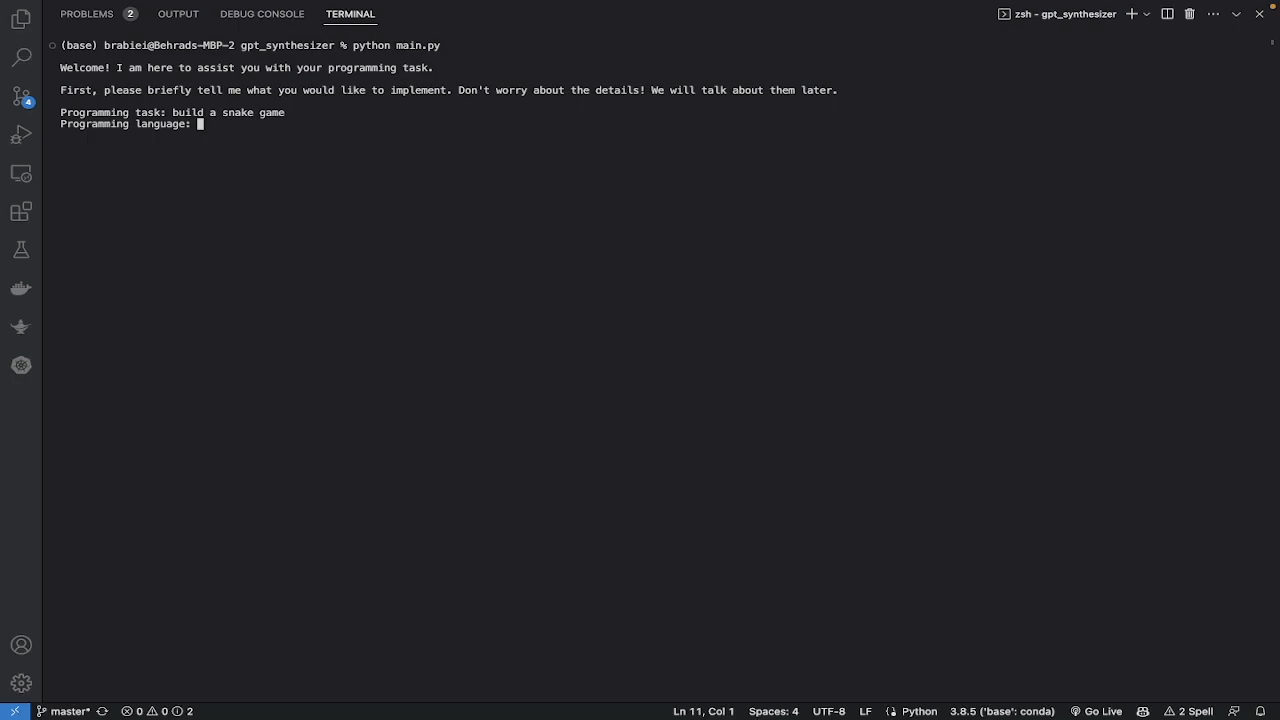 PROBLEMS 2 OUTPUT DEBUG CONSOLE TERMINAL zsh - gpt_synthesizer
(base) brabiei@Behrads-MBP-2 gpt_synthesizer % python main.py
Welcome! I am here to assist you with your programming task.
First, please briefly tell me what you would like to implement. Don't worry about the details! We will talk about them later.
Programming task: build a snake game
Programming language:
4
master* 0 0 2 Ln 11, Col 1 Spaces: 4 UTF-8 LF Python 3.8.5 ('base': conda) Go Live 2 Spell